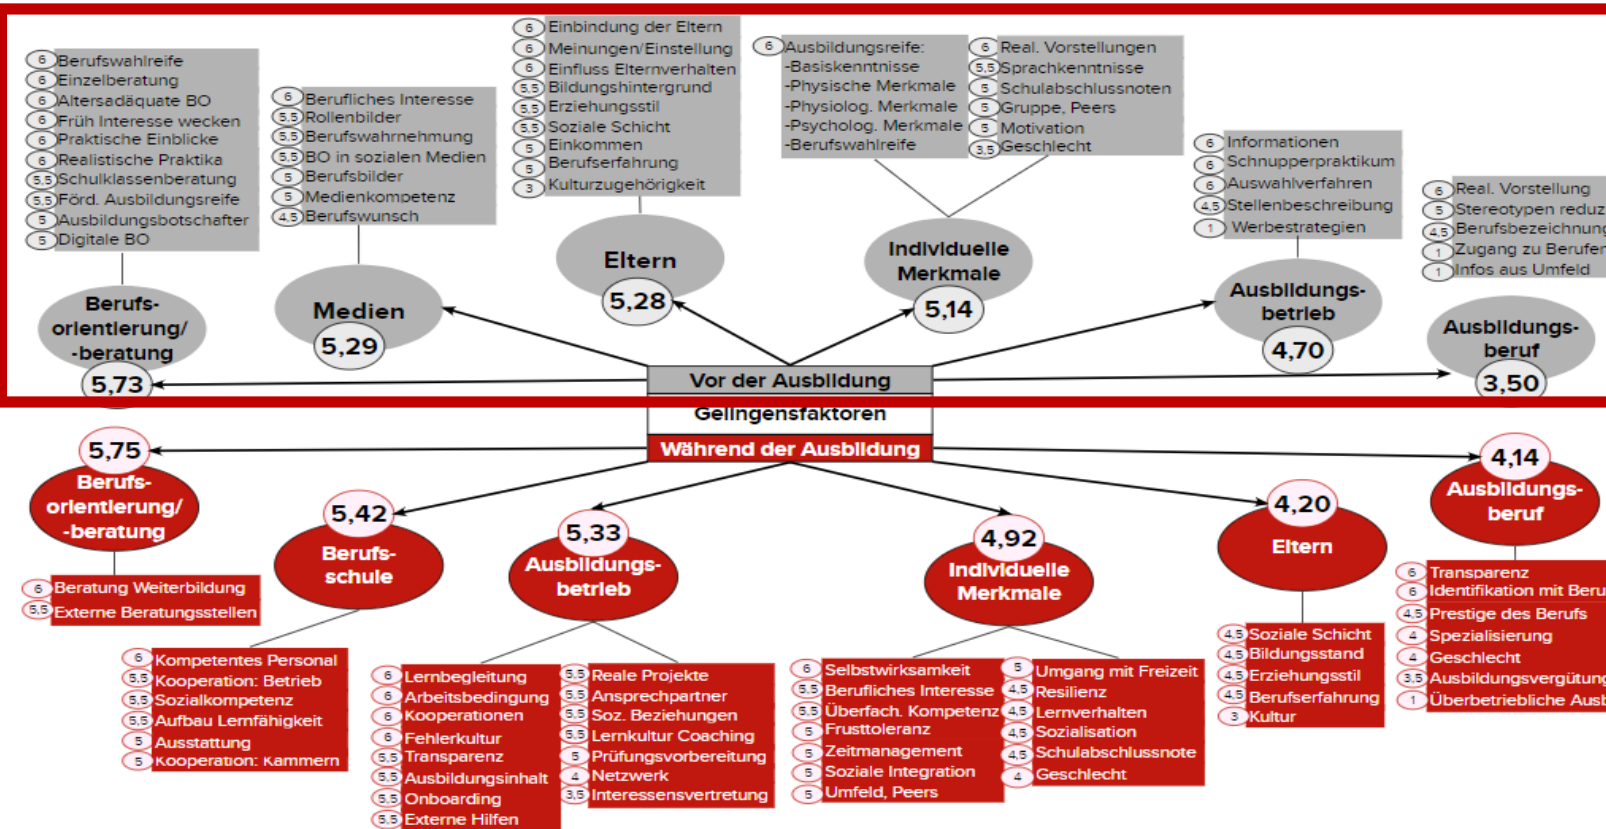 6 Berufswahlreife
6 Einzelberatung
6 Altersadäquate BO
6 Früh Interesse wecken
6 Praktische Einblicke
6 Realistische Praktika
5,5 Schulklassenberatung
5,5 Förd. Ausbildungsreife
5 Ausbildungsbotschafter
5 Digitale BO
Berufs-
orientierung/
-beratung
5,73
6 Berufliches Interesse
5,5 Rollenbilder
5,5 Berufswahrnehmung
5,5 BO in sozialen Medien
5 Berufsbilder
5 Medienkompetenz
4,5 Berufswunsch
Medien
5,29
6 Einbindung der Eltern
6 Meinungen/Einstellung
6 Einfluss Elternverhalten
5,5 Bildungshintergrund
5,5 Erziehungsstil
5,5 Soziale Schicht
5 Einkommen
5 Berufserfahrung
3 Kulturzugehörigkeit
Eltern
5,28
6 Ausbildungsreife:
-Basiskenntnisse
-Physische Merkmale
-Physiolog. Merkmale
-Psycholog. Merkmale
-Berufswahlreife
6 Real. Vorstellungen
5,5 Sprachkenntnisse
5 Schulabschlussnoten
5 Gruppe, Peers
5 Motivation
3,5 Geschlecht
Individuelle
Merkmale
5,14
6 Informationen
6 Schnupperpraktikum
6 Auswahlverfahren
4,5 Stellenbeschreibung
1 Werbestrategien
Ausbildungs-
betrieb
4,70
6 Real. Vorstellung
5 Stereotypen reduz
4,5 Berufsbezeichnung
1 Zugang zu Berufen
1 Infos aus Umfeld
Ausbildungs-
beruf
3,50
Vor der Ausbildung
Gelingensfaktoren
Während der Ausbildung
5,75
Berufs-
orientierung/
-beratung
6 Beratung Weiterbildung
5,5 Externe Beratungsstellen
5,42
Berufs-
schule
6 Kompetentes Personal
5,5 Kooperation: Betrieb
5,5 Sozialkompetenz
5,5 Aufbau Lernfähigkeit
5 Ausstattung
5 Kooperation: Kammern
5,33
Ausbildungs-
betrieb
6 Lernbegleitung
6 Arbeitsbedingung
6 Kooperationen
6 Fehlerkultur
5,5 Transparenz
5,5 Ausbildungsinhalt
5,5 Onboarding
5,5 Externe Hilfen
5,5 Reale Projekte
5,5 Ansprechpartner
5,5 Soz. Beziehungen
5,5 Lernkultur Coaching
5 Prüfungsvorbereitung
4 Netzwerk
3,5 Interessensvertretung
4,92
Individuelle
Merkmale
6 Selbstwirksamkeit
5,5 Berufliches Interesse
5,5 Überfach. Kompetenz
5 Frusttoleranz
5 Zeitmanagement
5 Soziale Integration
5 Umfeld, Peers
5 Umgang mit Freizeit
4,5 Resilienz
4,5 Lernverhalten
4,5 Sozialisation
4,5 Schulabschlussnote
4 Geschlecht
4,20
Eltern
4,5 Soziale Schicht
4,5 Bildungsstand
4,5 Erziehungsstil
4,5 Berufserfahrung
3 Kultur
4,14
Ausbildungs-
beruf
6 Transparenz
6 Identifikation mit Beru
4,5 Prestige des Berufs
4 Spezialisierung
4 Geschlecht
3,5 Ausbildungsvergütung
1 Überbetriebliche Ausb